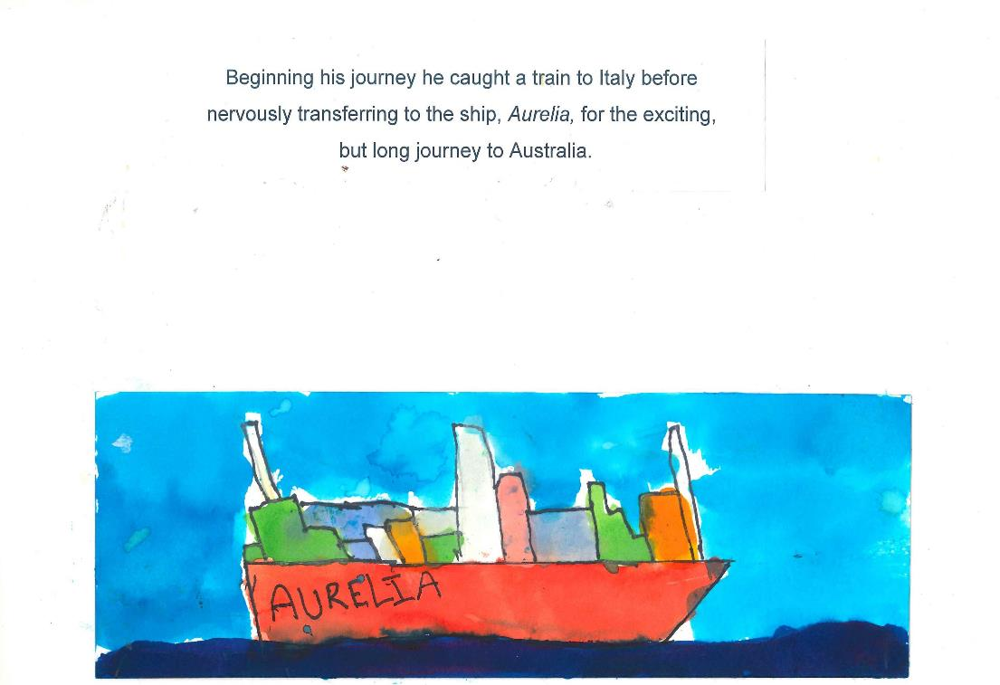 Beginning his journey he caught a train to Italy before
nervously transferring to the ship, Aurelia, for the exciting,
but long journey to Australia.
AURELIA